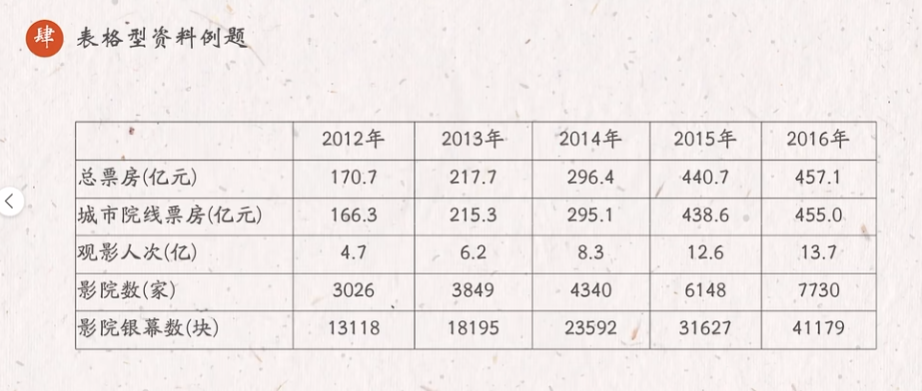 肆 表格型资料例题
2012年 2013年 2014年 2015年 2016年
总票房(亿元) 170.7 217.7 296.4 440.7 457.1
城市院线票房(亿元) 166.3 215.3 295.1 438.6 455.0
观影人次(亿) 4.7 6.2 8.3 12.6 13.7
影院数(家) 3026 3849 4340 6148 7730
影院银幕数(块) 13118 18195 23592 31627 41179